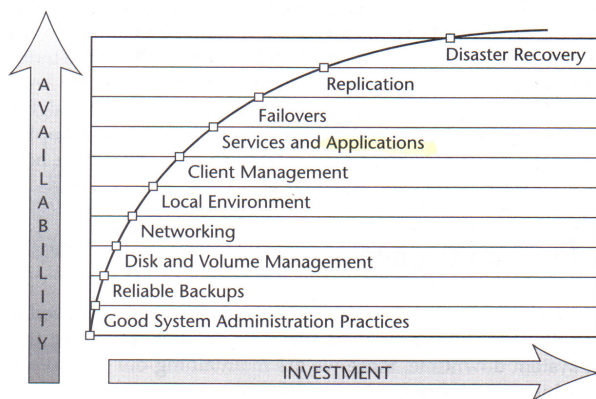 AVAILABILITY
Disaster Recovery
Replication
Failovers
Services and Applications
Client Management
Local Environment
Networking
Disk and Volume Management
Reliable Backups
Good System Administration Practices
INVESTMENT